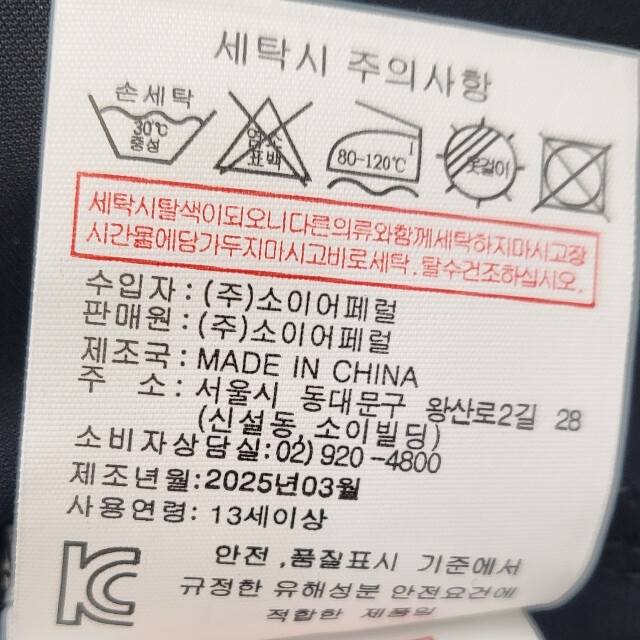 세탁시 주의사항
손세탁
30℃
중성
염소
표백
80-120℃
옷걸이
세탁시탈색이되오니다른의류와함께세탁하지마시고장
시간물에담가두지마시고바로세탁.탈수건조하십시오.
수입자:(주)소이어페럴
판매원:(주)소이어페럴
제조국:MADE IN CHINA
주 소:서울시 동대문구 왕산로2길 28
(신설동, 소이빌딩)
소비자상담실:02) 920-4800
제조년월:2025년03월
사용연령: 13세이상
안전,품질표시 기준에서
규정한 유해성분 안전요건에
적합한 제품임